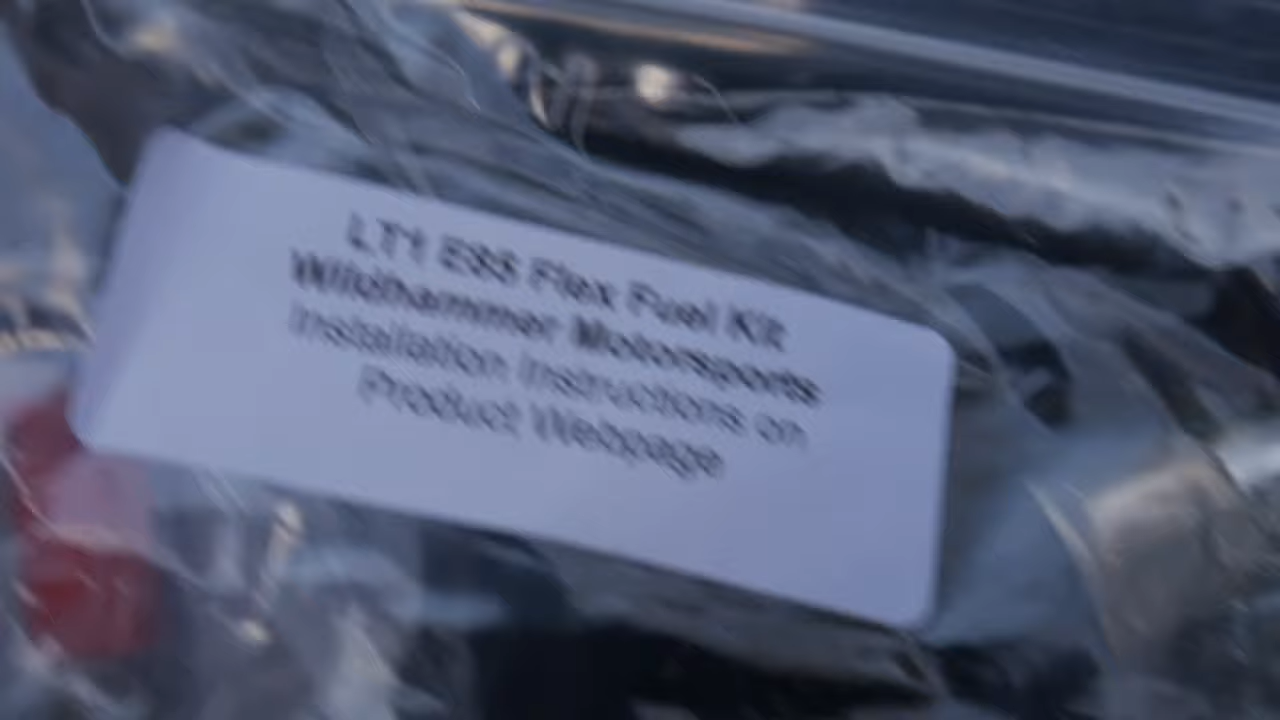 LT1 E85 Flex Fuel Kit
Wildhammer Motorsports
Installation Instructions on
Product Webpage